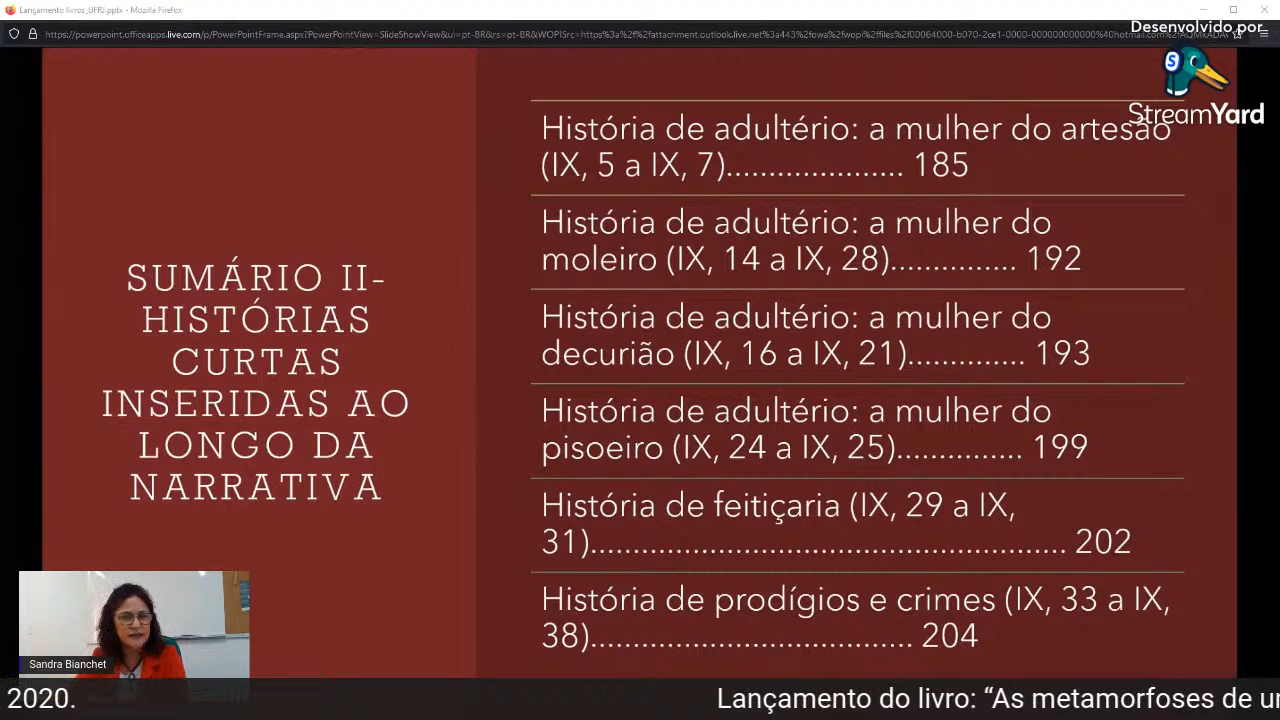 Lançamento livros_UFRJ.pptx - Mozilla Firefox
Desenvolvido por
StreamYard
História de adultério: a mulher do artesão
(IX, 5 a IX, 7)..................... 185
História de adultério: a mulher do
moleiro (IX, 14 a IX, 28)............... 192
História de adultério: a mulher do
decurião (IX, 16 a IX, 21).............. 193
História de adultério: a mulher do
pisoeiro (IX, 24 a IX, 25)............... 199
História de feitiçaria (IX, 29 a IX,
31)........................................................ 202
História de prodígios e crimes (IX, 33 a IX,
38)...................................... 204
SUMÁRIO II-
HISTÓRIAS
CURTAS
INSERIDAS AO
LONGO DA
NARRATIVA
Sandra Bianchet
2020.
Lançamento do livro: “As metamorfoses de